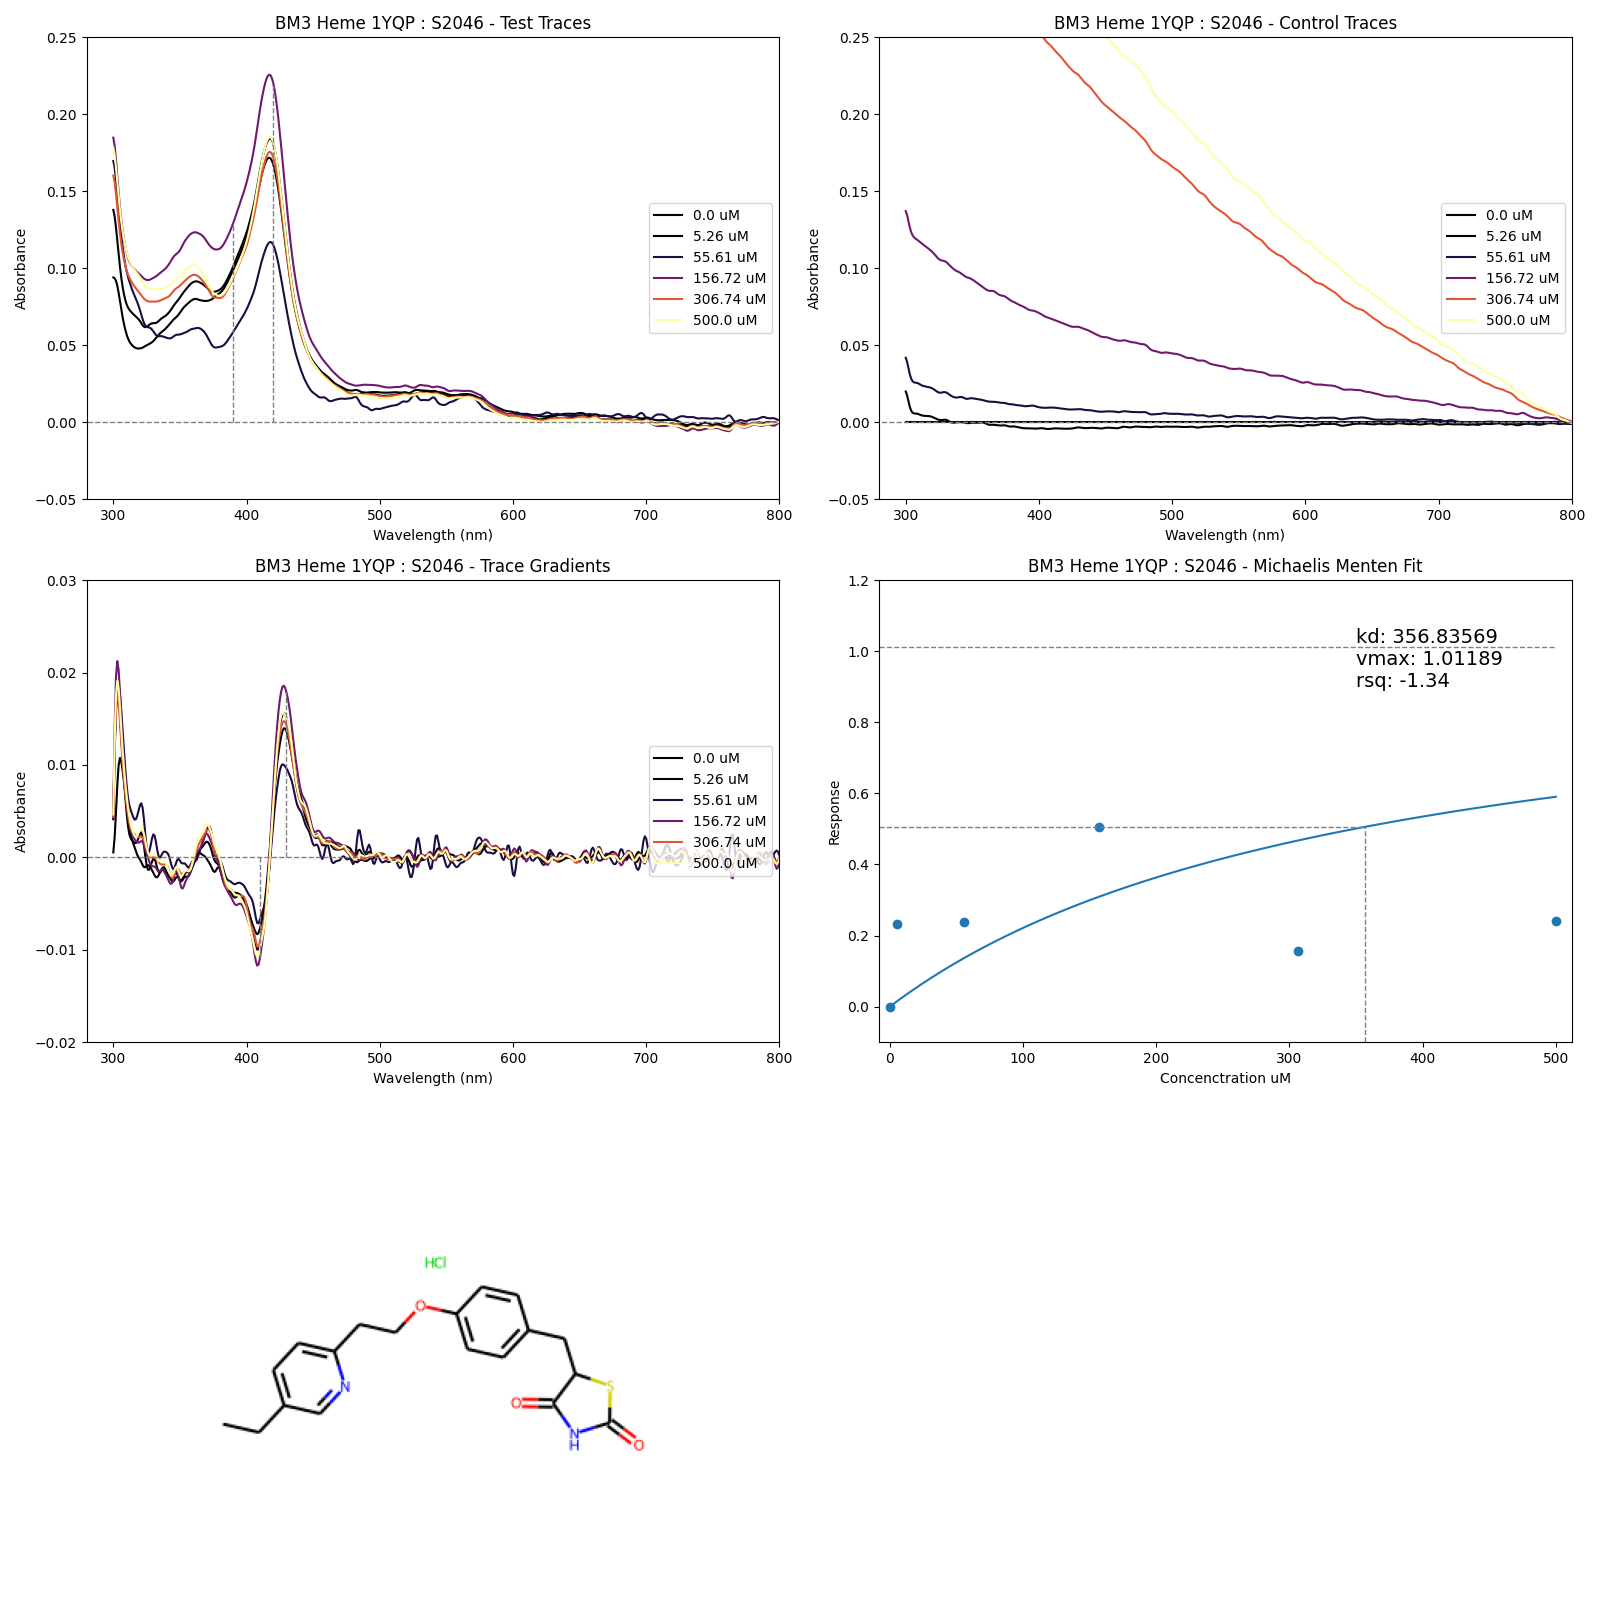 BM3 Heme 1YQP : S2046 - Test Traces
0.25
0.20
0.15
0.10
0.05
0.00
−0.05
Absorbance
300 400 500 600 700 800
Wavelength (nm)
0.0 uM
5.26 uM
55.61 uM
156.72 uM
306.74 uM
500.0 uM
BM3 Heme 1YQP : S2046 - Control Traces
0.25
0.20
0.15
0.10
0.05
0.00
−0.05
Absorbance
300 400 500 600 700 800
Wavelength (nm)
0.0 uM
5.26 uM
55.61 uM
156.72 uM
306.74 uM
500.0 uM
BM3 Heme 1YQP : S2046 - Trace Gradients
0.03
0.02
0.01
0.00
−0.01
−0.02
Absorbance
300 400 500 600 700 800
Wavelength (nm)
0.0 uM
5.26 uM
55.61 uM
156.72 uM
306.74 uM
500.0 uM
BM3 Heme 1YQP : S2046 - Michaelis Menten Fit
1.2
1.0
0.8
0.6
0.4
0.2
0.0
Response
kd: 356.83569
vmax: 1.01189
rsq: -1.34
0 100 200 300 400 500
Concenctration uM
HCl
O
N
S
O
N
H
O